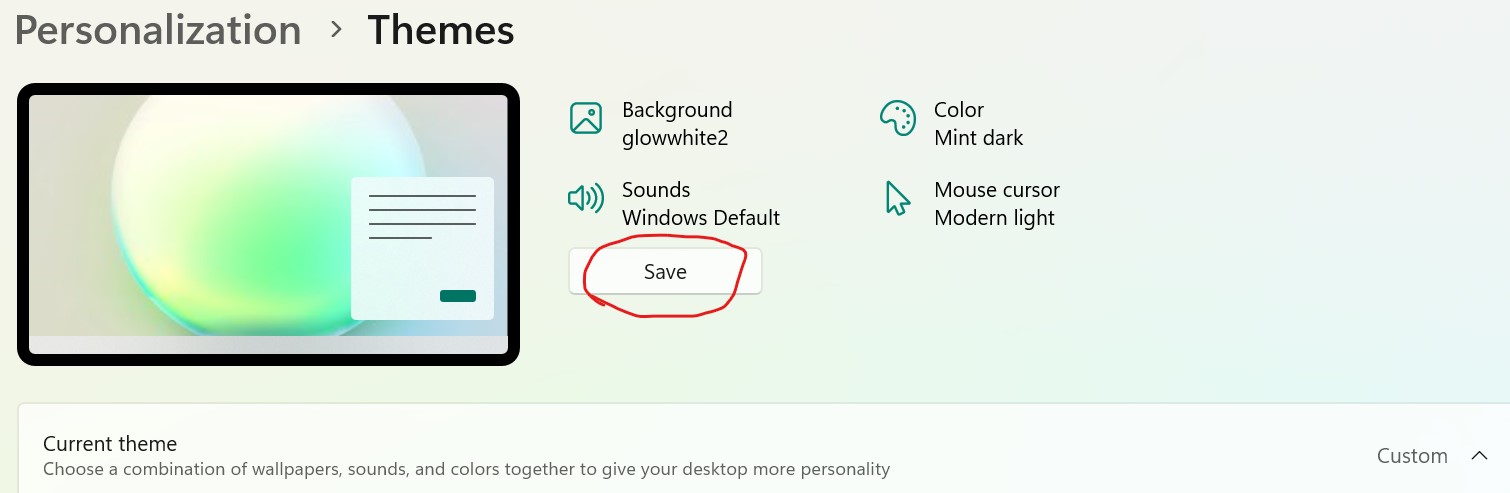 Personalization > Themes
Background
glowwhite2
Color
Mint dark
Sounds
Windows Default
Mouse cursor
Modern light
Save
Current theme
Choose a combination of wallpapers, sounds, and colors together to give your desktop more personality
Custom